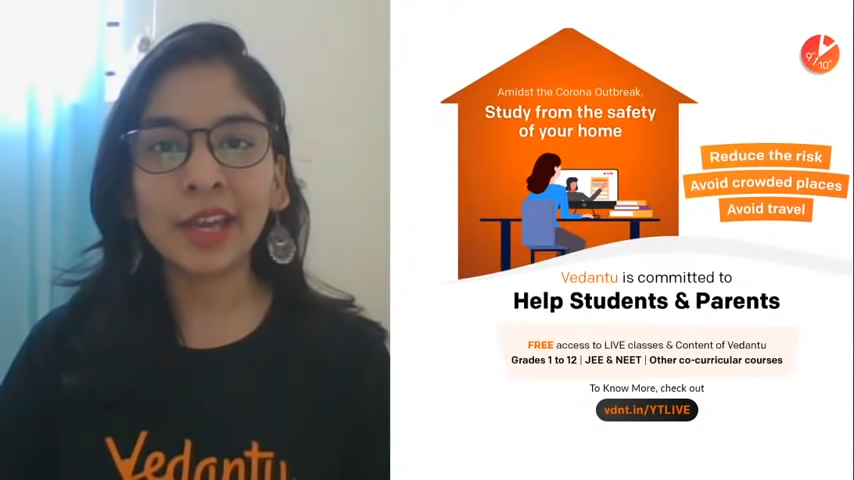 Vedantu
9th/10th
Amidst the Corona Outbreak,
Study from the safety
of your home
Reduce the risk
Avoid crowded places
Avoid travel
Vedantu is committed to
Help Students & Parents
FREE access to LIVE classes & Content of Vedantu
Grades 1 to 12 | JEE & NEET | Other co-curricular courses
To Know More, check out
vdnt.in/YTLIVE